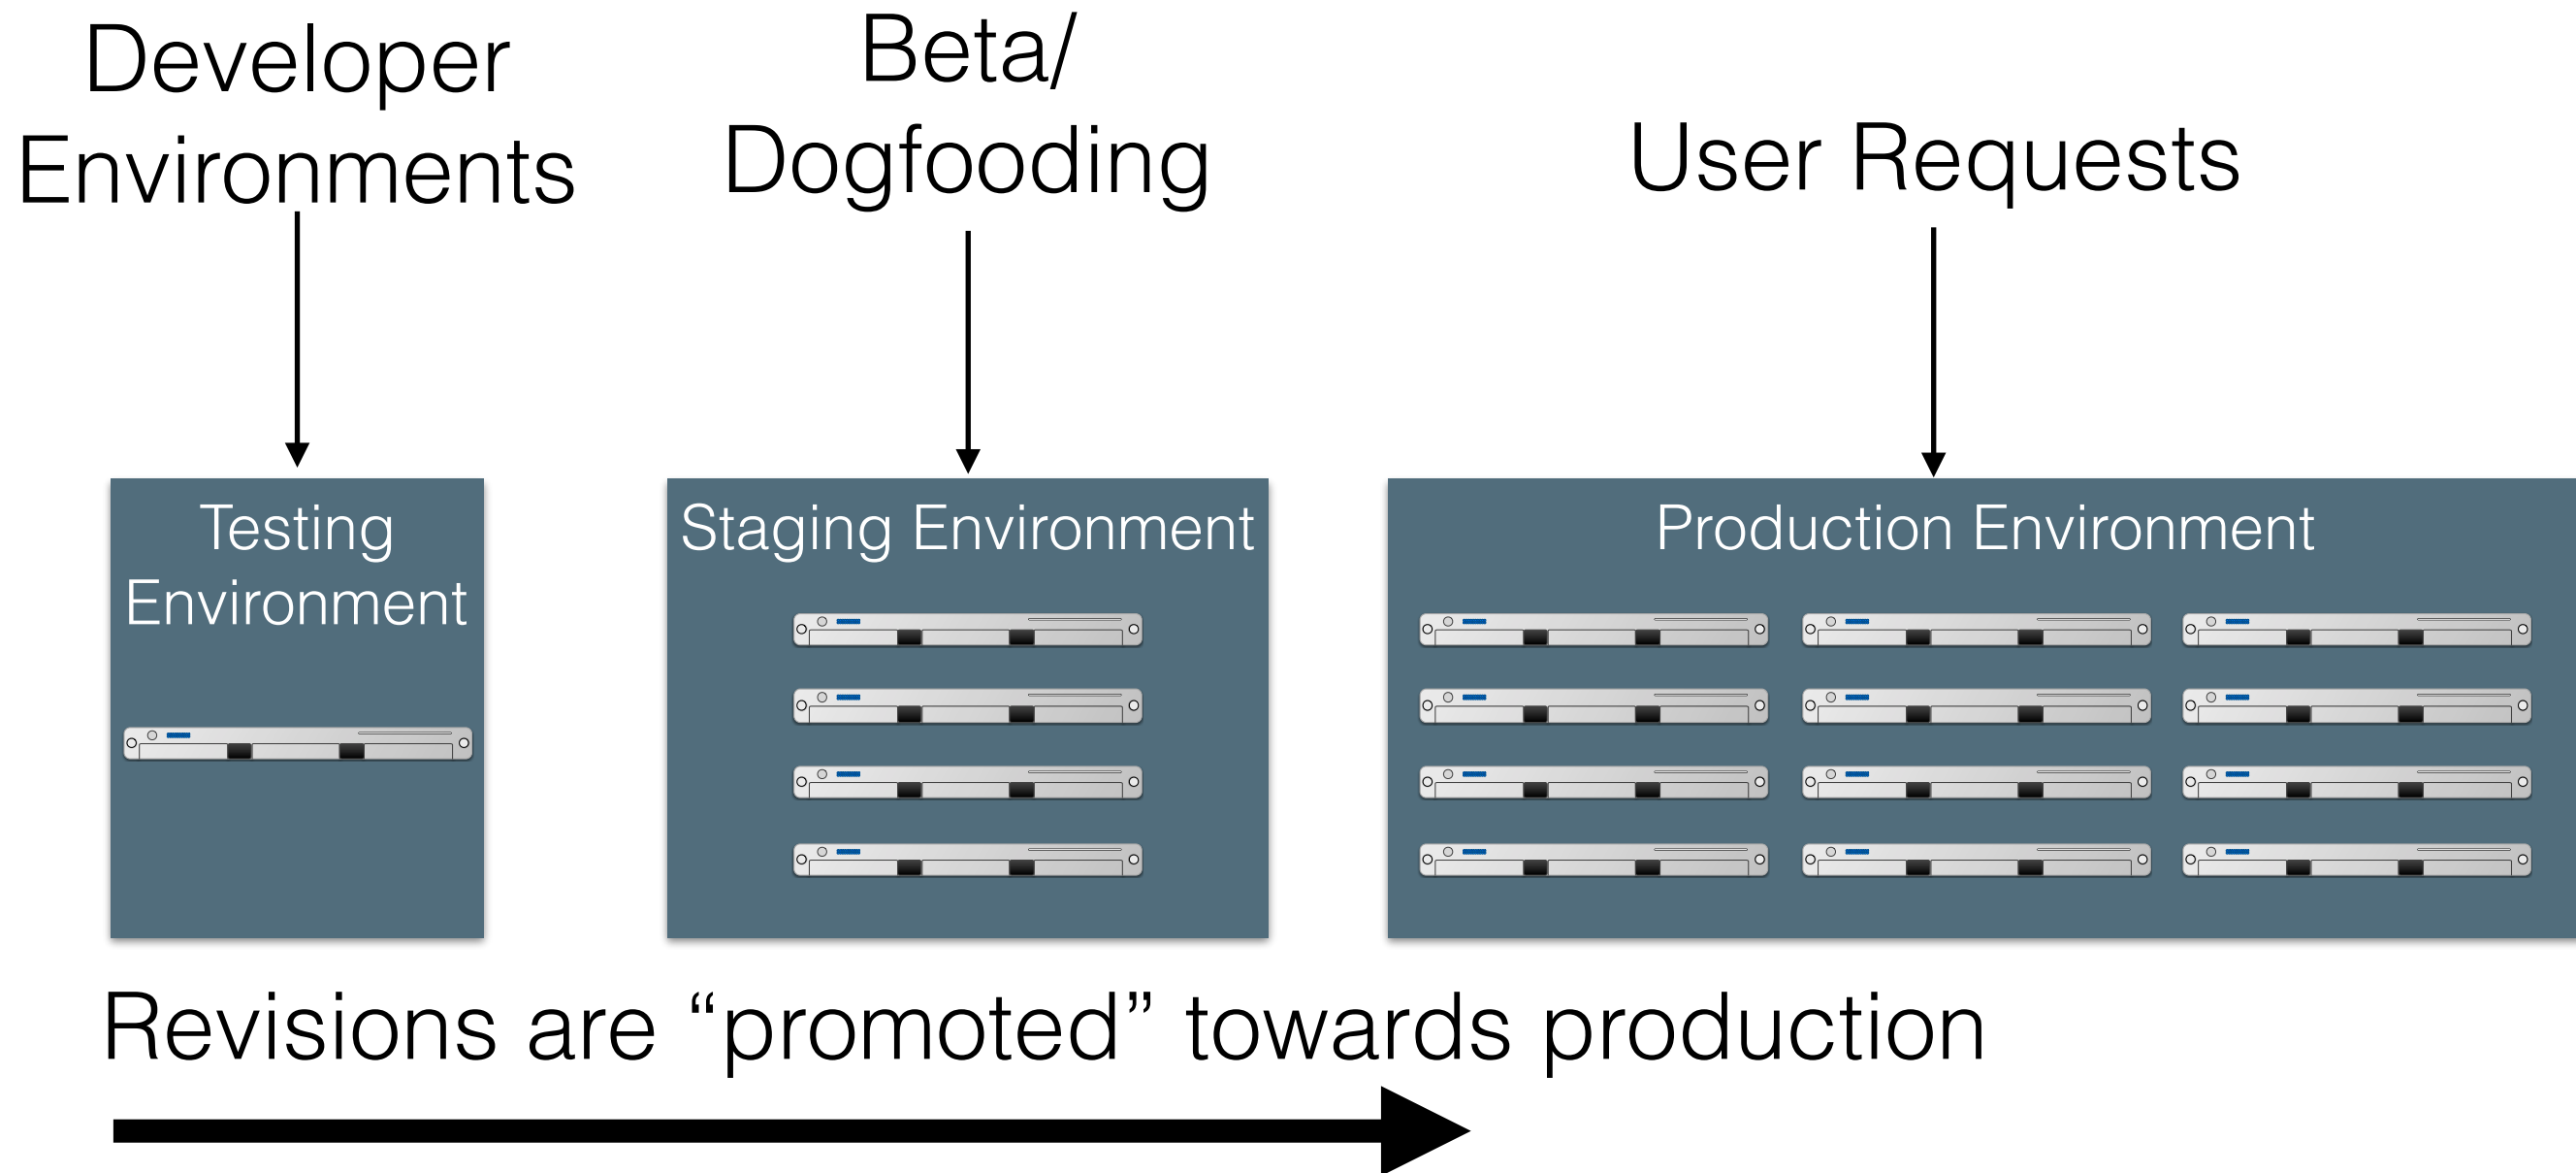 Developer
Environments
Beta/
Dogfooding
User Requests
Testing
Environment
Staging Environment
Production Environment
Revisions are “promoted” towards production